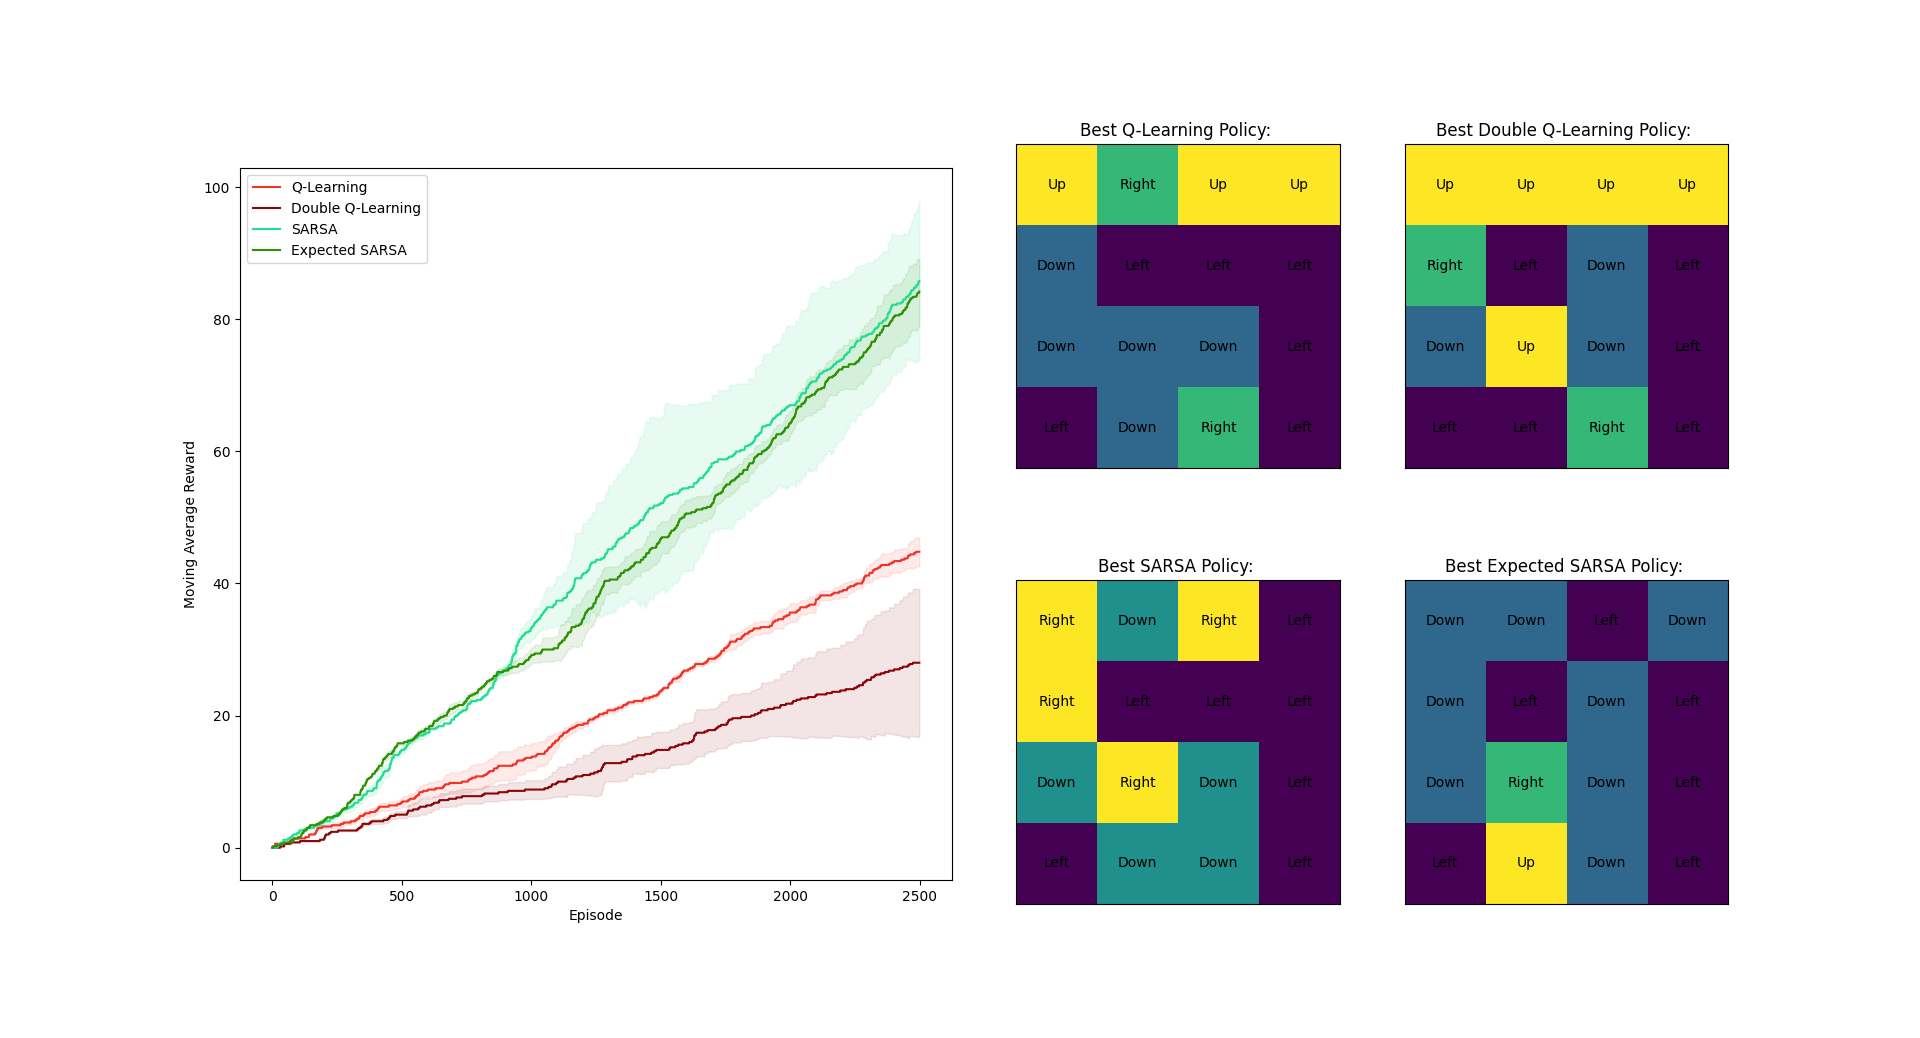 Q-Learning
Double Q-Learning
SARSA
Expected SARSA
100
80
60
40
20
0
Moving Average Reward
0 500 1000 1500 2000 2500
Episode
Best Q-Learning Policy:
Up Right Up Up
Down Left Left Left
Down Down Down Left
Left Down Right Left
Best Double Q-Learning Policy:
Up Up Up Up
Right Left Down Left
Down Up Down Left
Left Left Right Left
Best SARSA Policy:
Right Down Right Left
Right Left Left Left
Down Right Down Left
Left Down Down Left
Best Expected SARSA Policy:
Down Down Left Down
Down Left Down Left
Down Right Down Left
Left Up Down Left